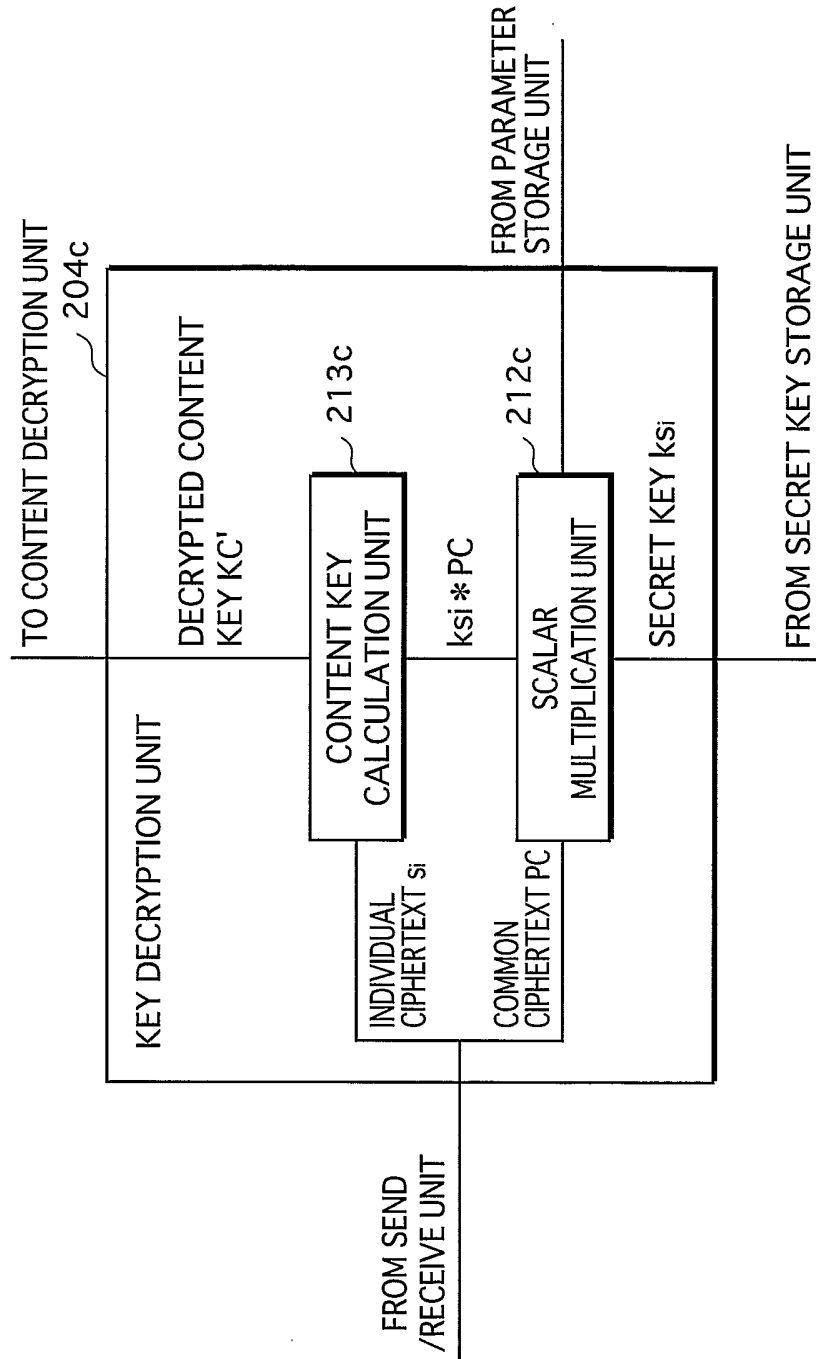 TO CONTENT DECRYPTION UNIT
204c
KEY DECRYPTION UNIT
DECRYPTED CONTENT
KEY KC'
213c
CONTENT KEY
CALCULATION UNIT
INDIVIDUAL
CIPHERTEXT si
ksi*PC
FROM SEND
/RECEIVE UNIT
COMMON
CIPHERTEXT PC
212c
SCALAR
MULTIPLICATION UNIT
FROM PARAMETER
STORAGE UNIT
SECRET KEY ksi
FROM SECRET KEY STORAGE UNIT